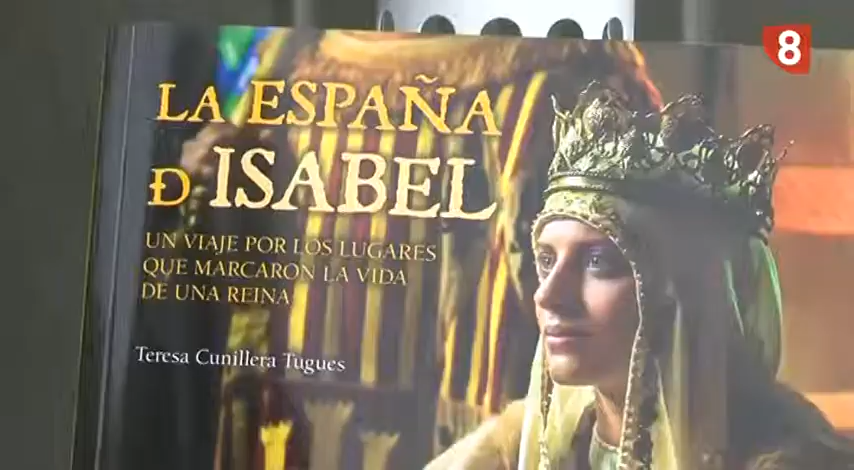 LA ESPAÑA
Đ ISABEL
UN VIAJE POR LOS LUGARES
QUE MARCARON LA VIDA
DE UNA REINA
Teresa Cunillera Tugues
8